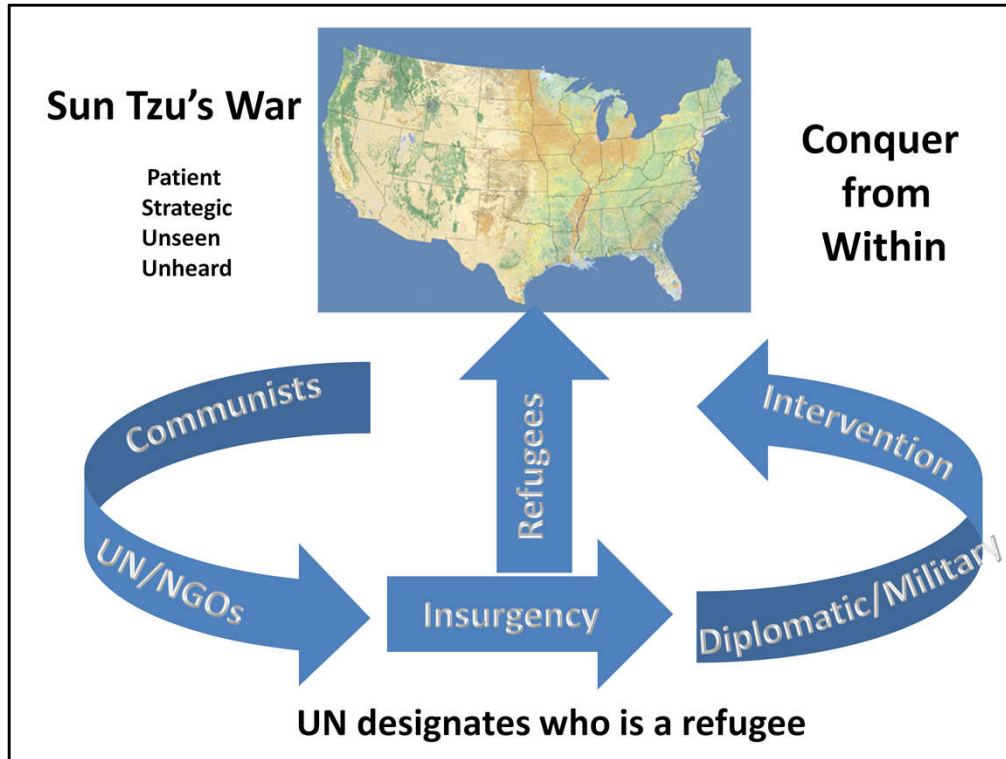 Sun Tzu's War
Patient
Strategic
Unseen
Unheard
Conquer
from
Within
Communists
UN/NGOs
Insurgency
Refugees
Diplomatic/Military
Intervention
UN designates who is a refugee